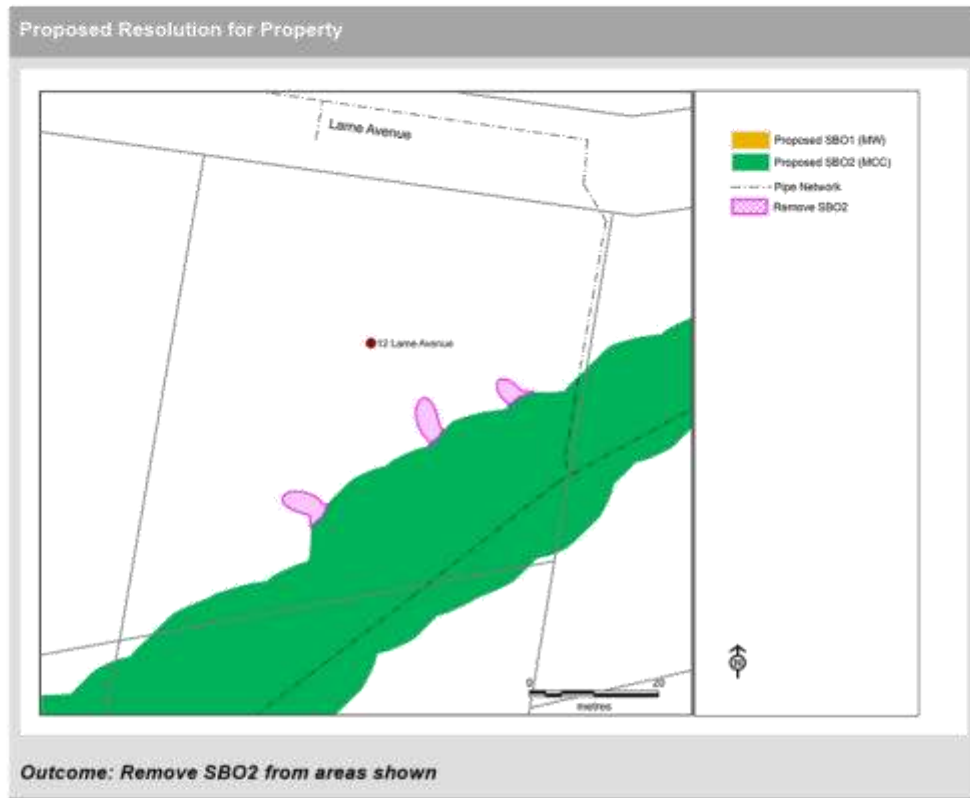 Proposed Resolution for Property
Larne Avenue
Proposed SBO1 (MW)
Proposed SBO2 (MCC)
Pipe Network
Remove SBO2
12 Larne Avenue
0 20
metres
Outcome: Remove SBO2 from areas shown